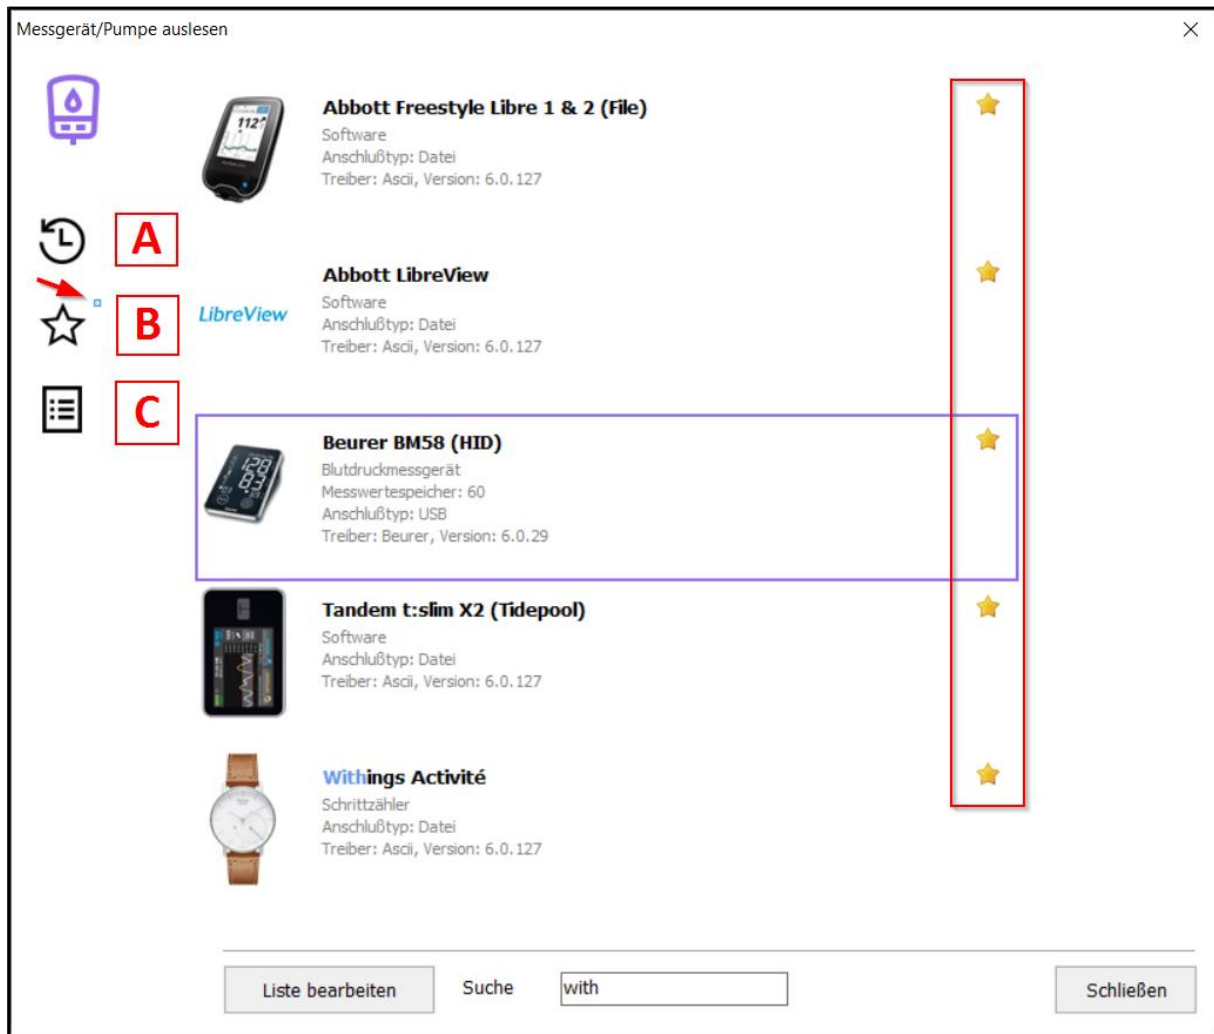 Messgerät/Pumpe auslesen
Abbott Freestyle Libre 1 & 2 (File)
Software
Anschlußtyp: Datei
Treiber: Ascii, Version: 6.0.127
112
A
Abbott LibreView
Software
Anschlußtyp: Datei
Treiber: Ascii, Version: 6.0.127
LibreView
B
C
Beurer BM58 (HID)
Blutdruckmessgerät
Messwertespeicher: 60
Anschlußtyp: USB
Treiber: Beurer, Version: 6.0.29
Tandem t:slim X2 (Tidepool)
Software
Anschlußtyp: Datei
Treiber: Ascii, Version: 6.0.127
Withings Activité
Schrittzähler
Anschlußtyp: Datei
Treiber: Ascii, Version: 6.0.127
Liste bearbeiten
Suche
with
Schließen